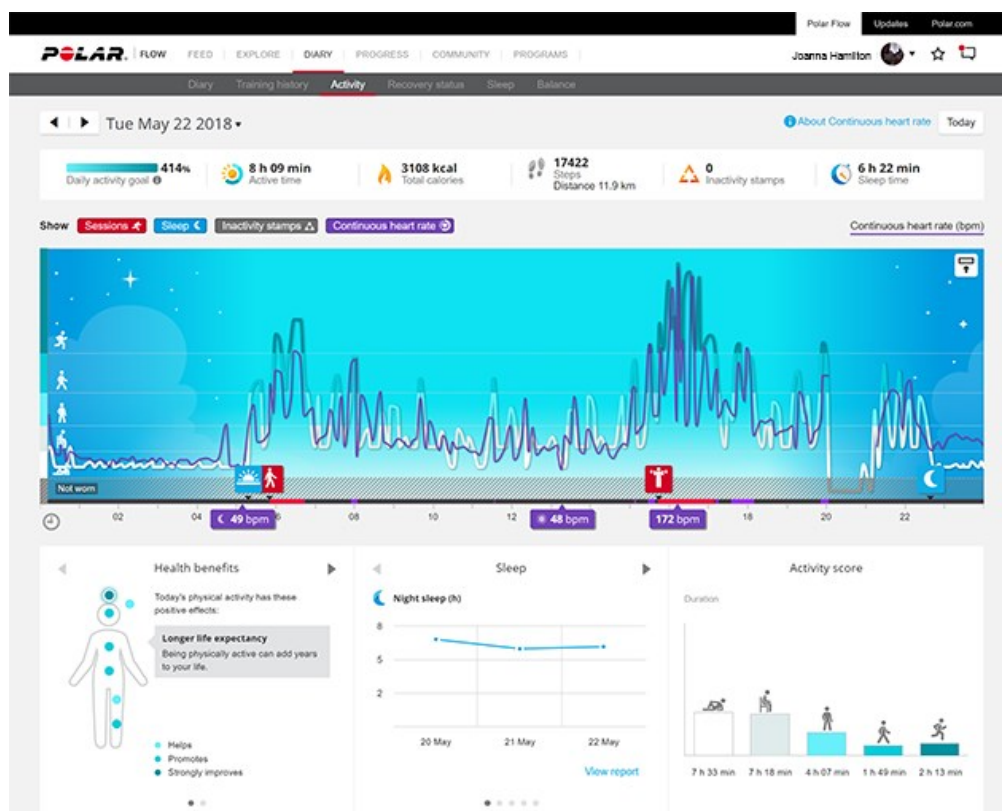 Polar Flow Updates Polar.com
POLAR. FLOW FEED EXPLORE DIARY PROGRESS COMMUNITY PROGRAMS Joanna Hamilton
Diary Training history Activity Recovery status Sleep Balance
Tue May 22 2018 About Continuous heart rate Today
414% 8 h 09 min 3108 kcal 17422 0 6 h 22 min
Daily activity goal Active time Total calories Steps Inactivity stamps Sleep time
Distance 11.9 km
Show Sessions Sleep Inactivity stamps Continuous heart rate Continuous heart rate (bpm)
Not worn
02 04 6 08 10 12 16 18 20 22
49 bpm 48 bpm 172 bpm
Health benefits Sleep Activity score
Today's physical activity has these
positive effects:
Longer life expectancy
Being physically active can add years
to your life.
Helps
Promotes
Strongly improves
Night sleep (h)
8
5
2
20 May 21 May 22 May
View report
Duration
7 h 33 min 7 h 18 min 4 h 07 min 1 h 49 min 2 h 13 min